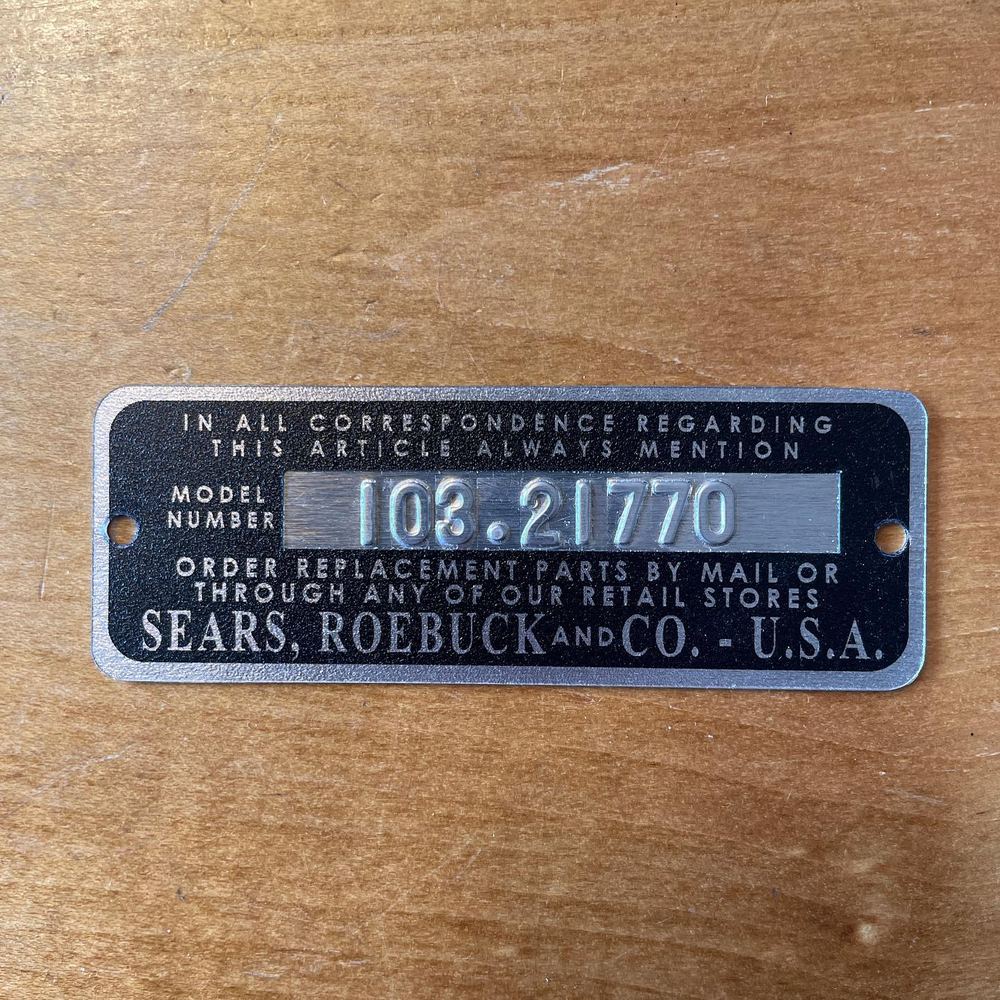 IN ALL CORRESPONDENCE REGARDING
THIS ARTICLE ALWAYS MENTION
MODEL
NUMBER
103.21770
ORDER REPLACEMENT PARTS BY MAIL OR
THROUGH ANY OF OUR RETAIL STORES
SEARS, ROEBUCK AND CO. - U.S.A.